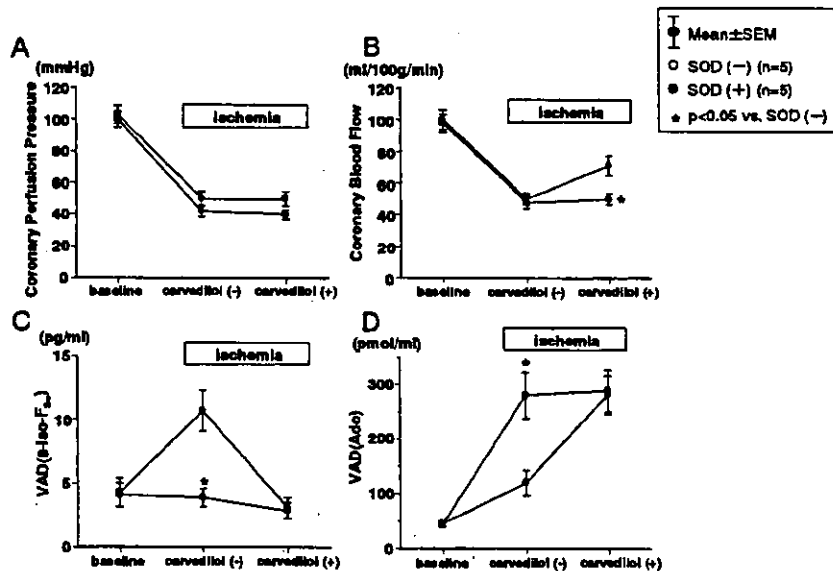 A
(mmHg)
Coronary Perfusion Pressure
120
100
80
60
40
20
0
ischemia
baseline
carvedilol (-)
carvedilol (+)
B
(ml/100g/min)
Coronary Blood Flow
120
100
80
60
40
20
0
ischemia
*
baseline
carvedilol (-)
carvedilol (+)
Mean±SEM
SOD (−) (n=5)
SOD (+) (n=5)
* p<0.05 vs. SOD (−)
C
(pg/ml)
VAD(8-iso-F
15
10
5
0
ischemia
*
baseline
carvedilol (-)
carvedilol (+)
D
(pmol/ml)
VAD(Ado)
300
200
100
0
ischemia
*
baseline
carvedilol (-)
carvedilol (+)